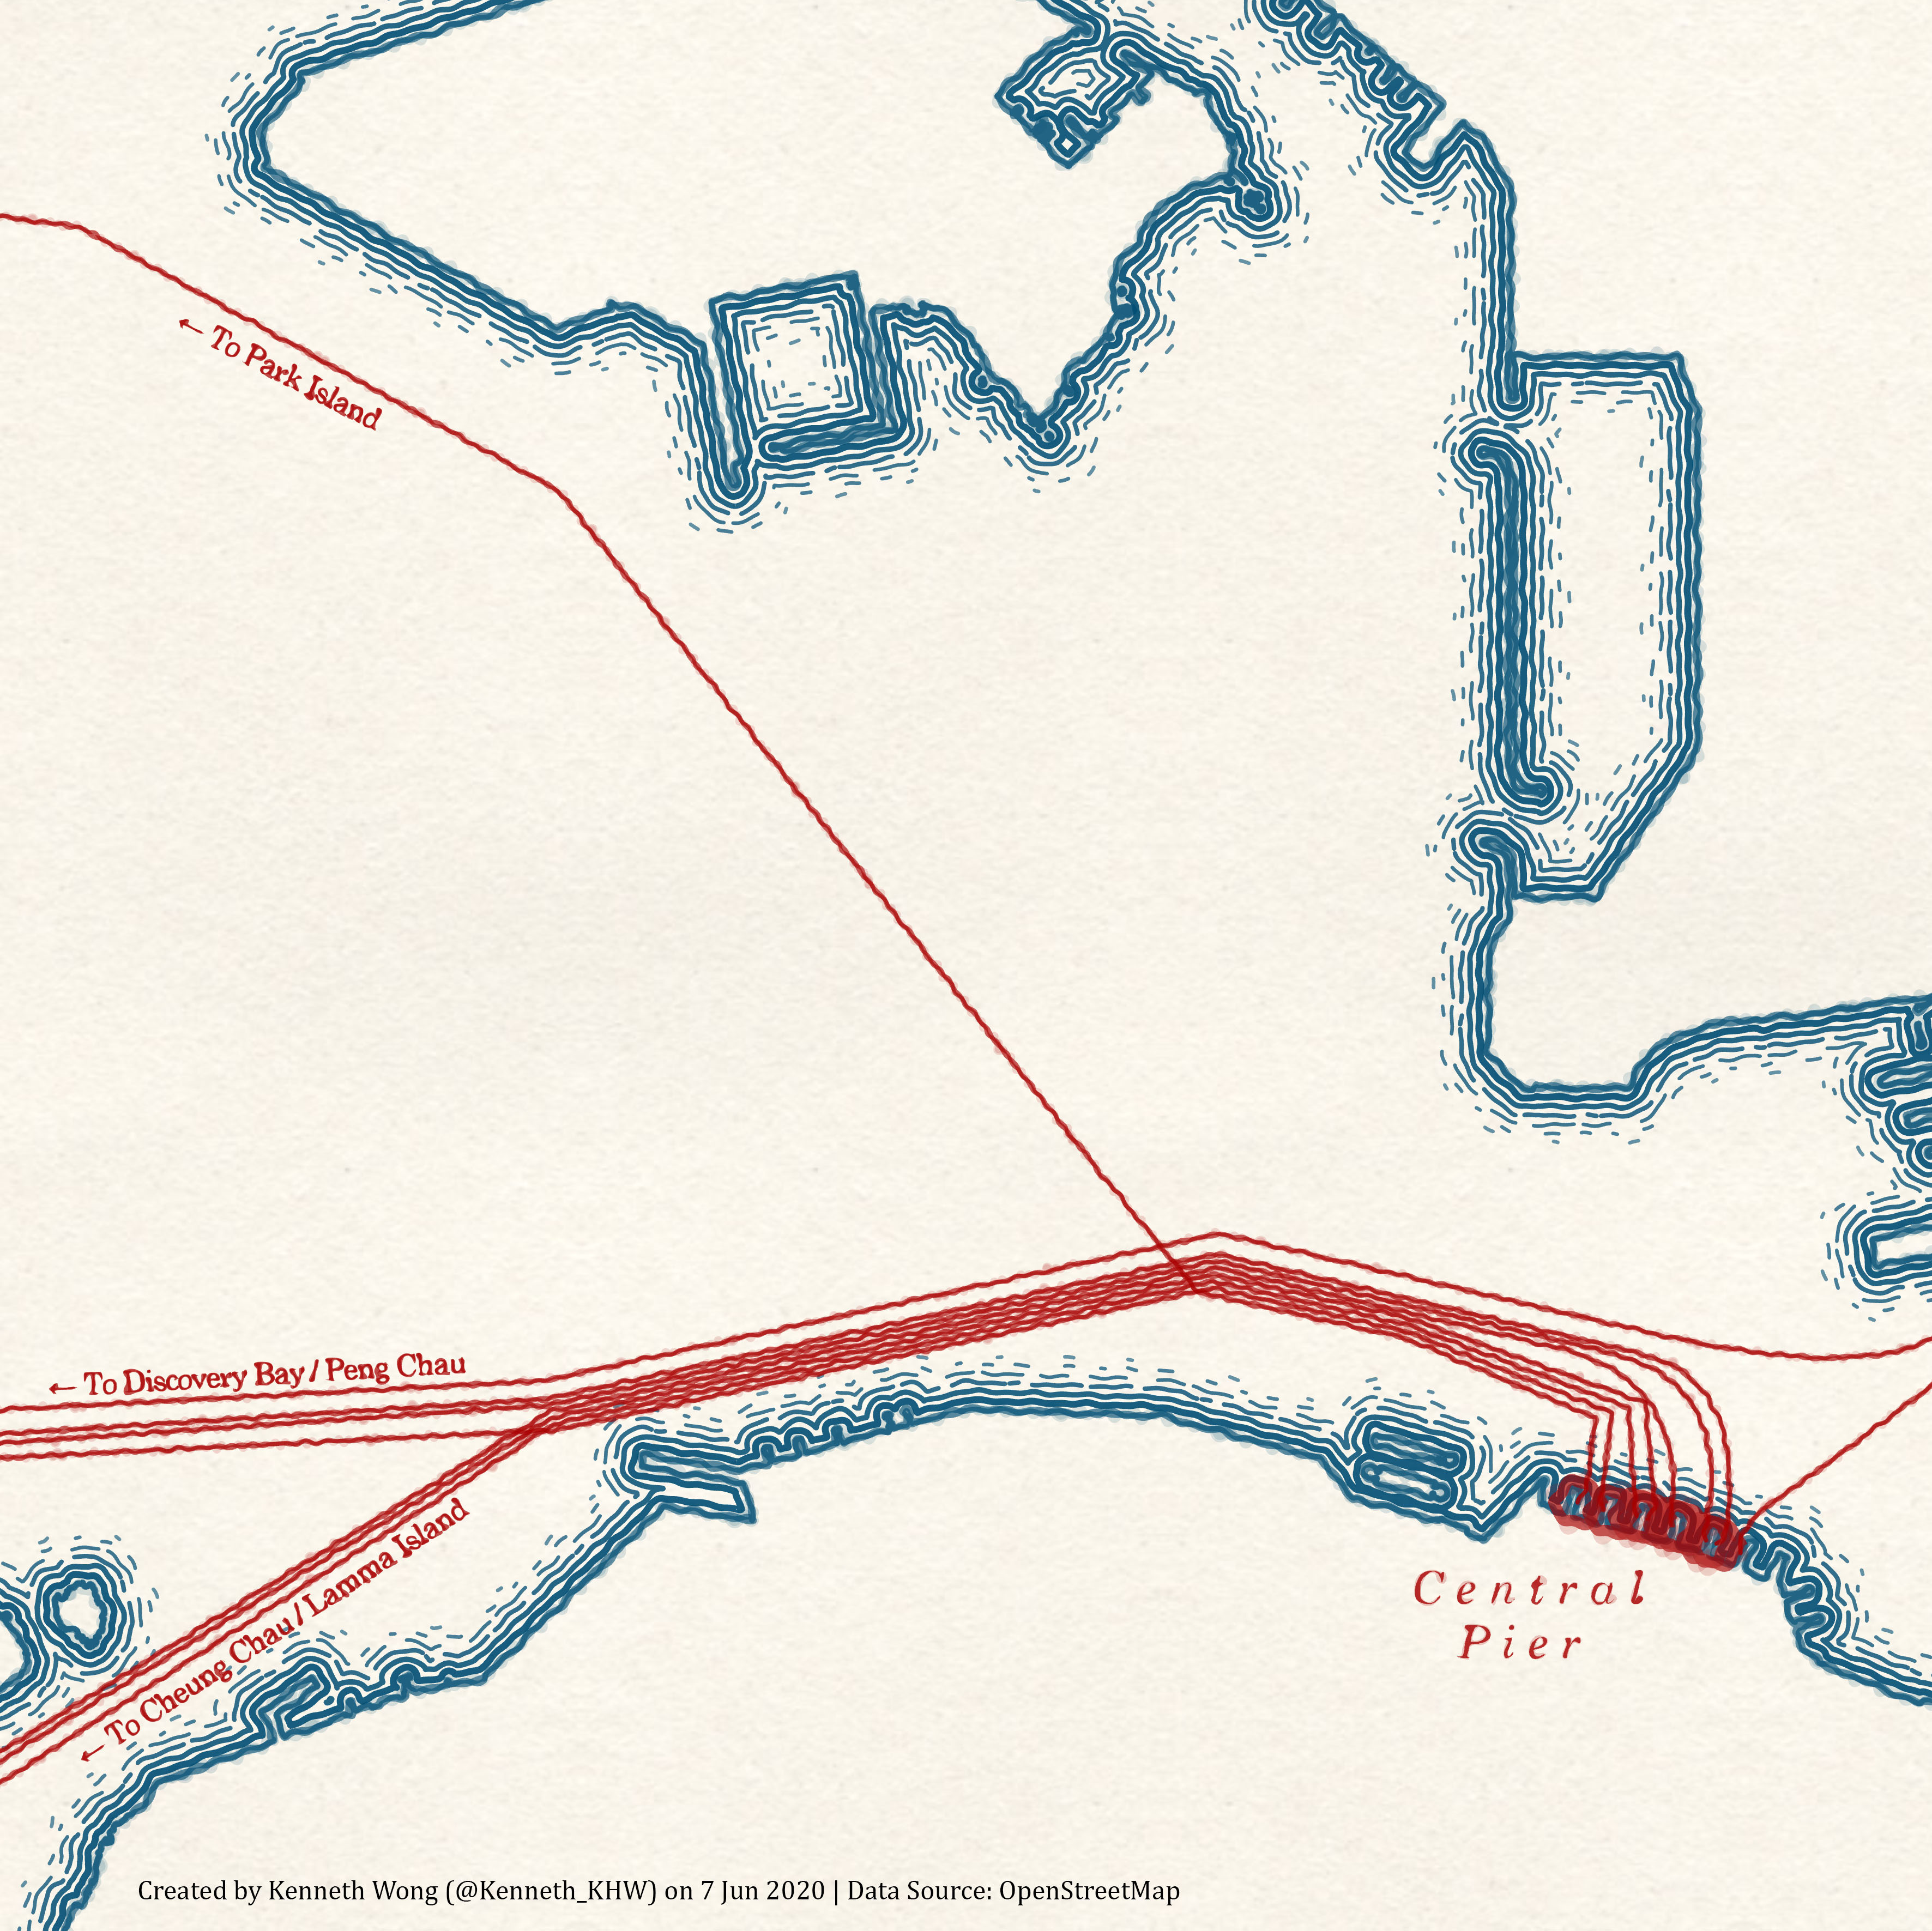 ← To Park Island
← To Discovery Bay / Peng Chau
← To Cheung Chau / Lamma Island
Central
Pier
Created by Kenneth Wong (@Kenneth_KHW) on 7 Jun 2020 | Data Source: OpenStreetMap